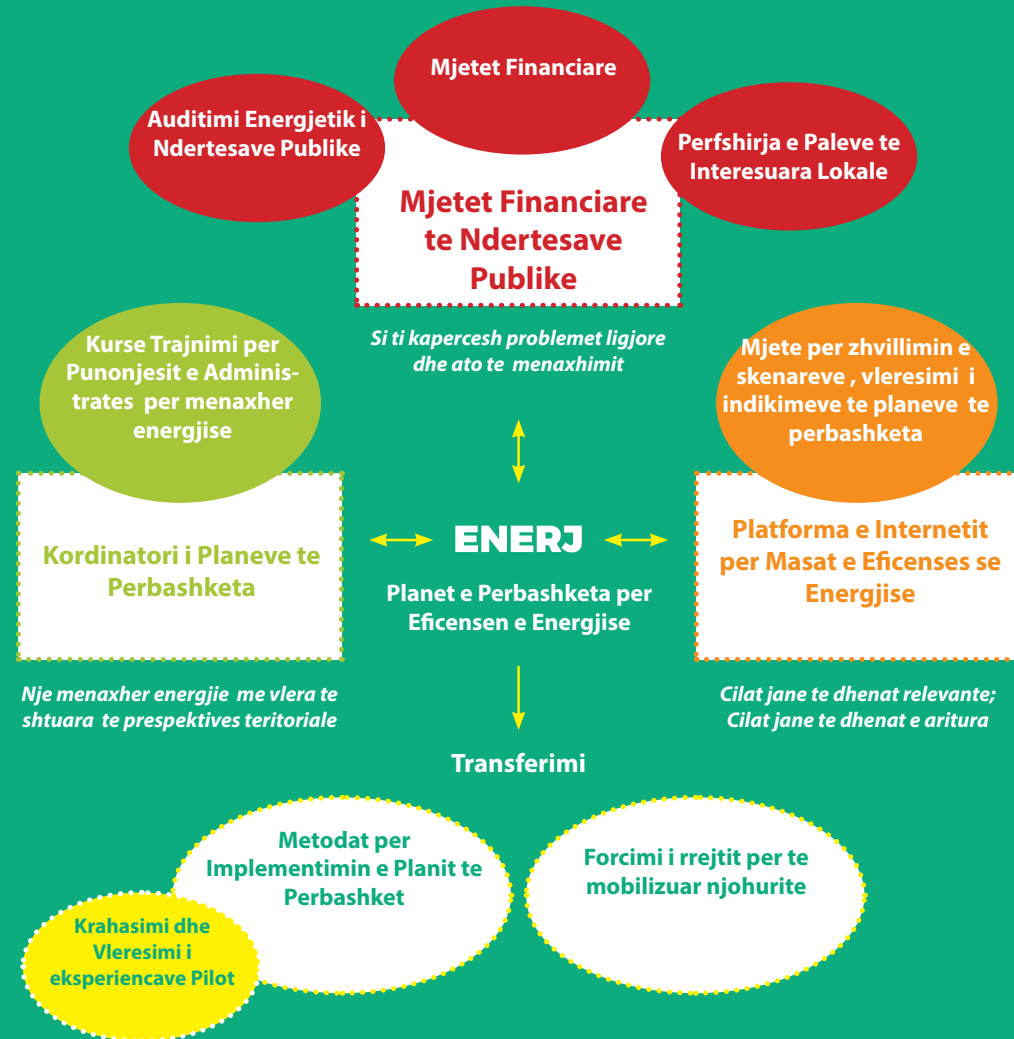 Mjetet Financiare
Auditimi Energjetik i
Ndertesave Publike
Perfshirja e Paleve te
Interesuara Lokale
Mjetet Financiare
te Ndertesave
Publike
Si ti kapercesh problemet ligjore
dhe ato te menaxhimit
Kurse Trajnimi per
Punonjesit e Adminis-
trates per menaxher
energjise
Mjete per zhvillimin e
skenareve , vleresimi i
indikimeve te planeve te
perbashketa
Kordinatori i Planeve te
Perbashketa
ENERJ
Planet e Perbashketa per
Eficensen e Energjise
Platforma e Internetit
per Masat e Eficenses se
Energjise
Nje menaxher energjie me vlera te
shtuara te prespektives teritoriale
Cilat jane te dhenat relevante;
Cilat jane te dhenat e aritura
Transferimi
Metodat per
Implementimin e Planit te
Perbashket
Forcimi i rrejtit per te
mobilizuar njohurite
Krahasimi dhe
Vleresimi i
eksperiencave Pilot